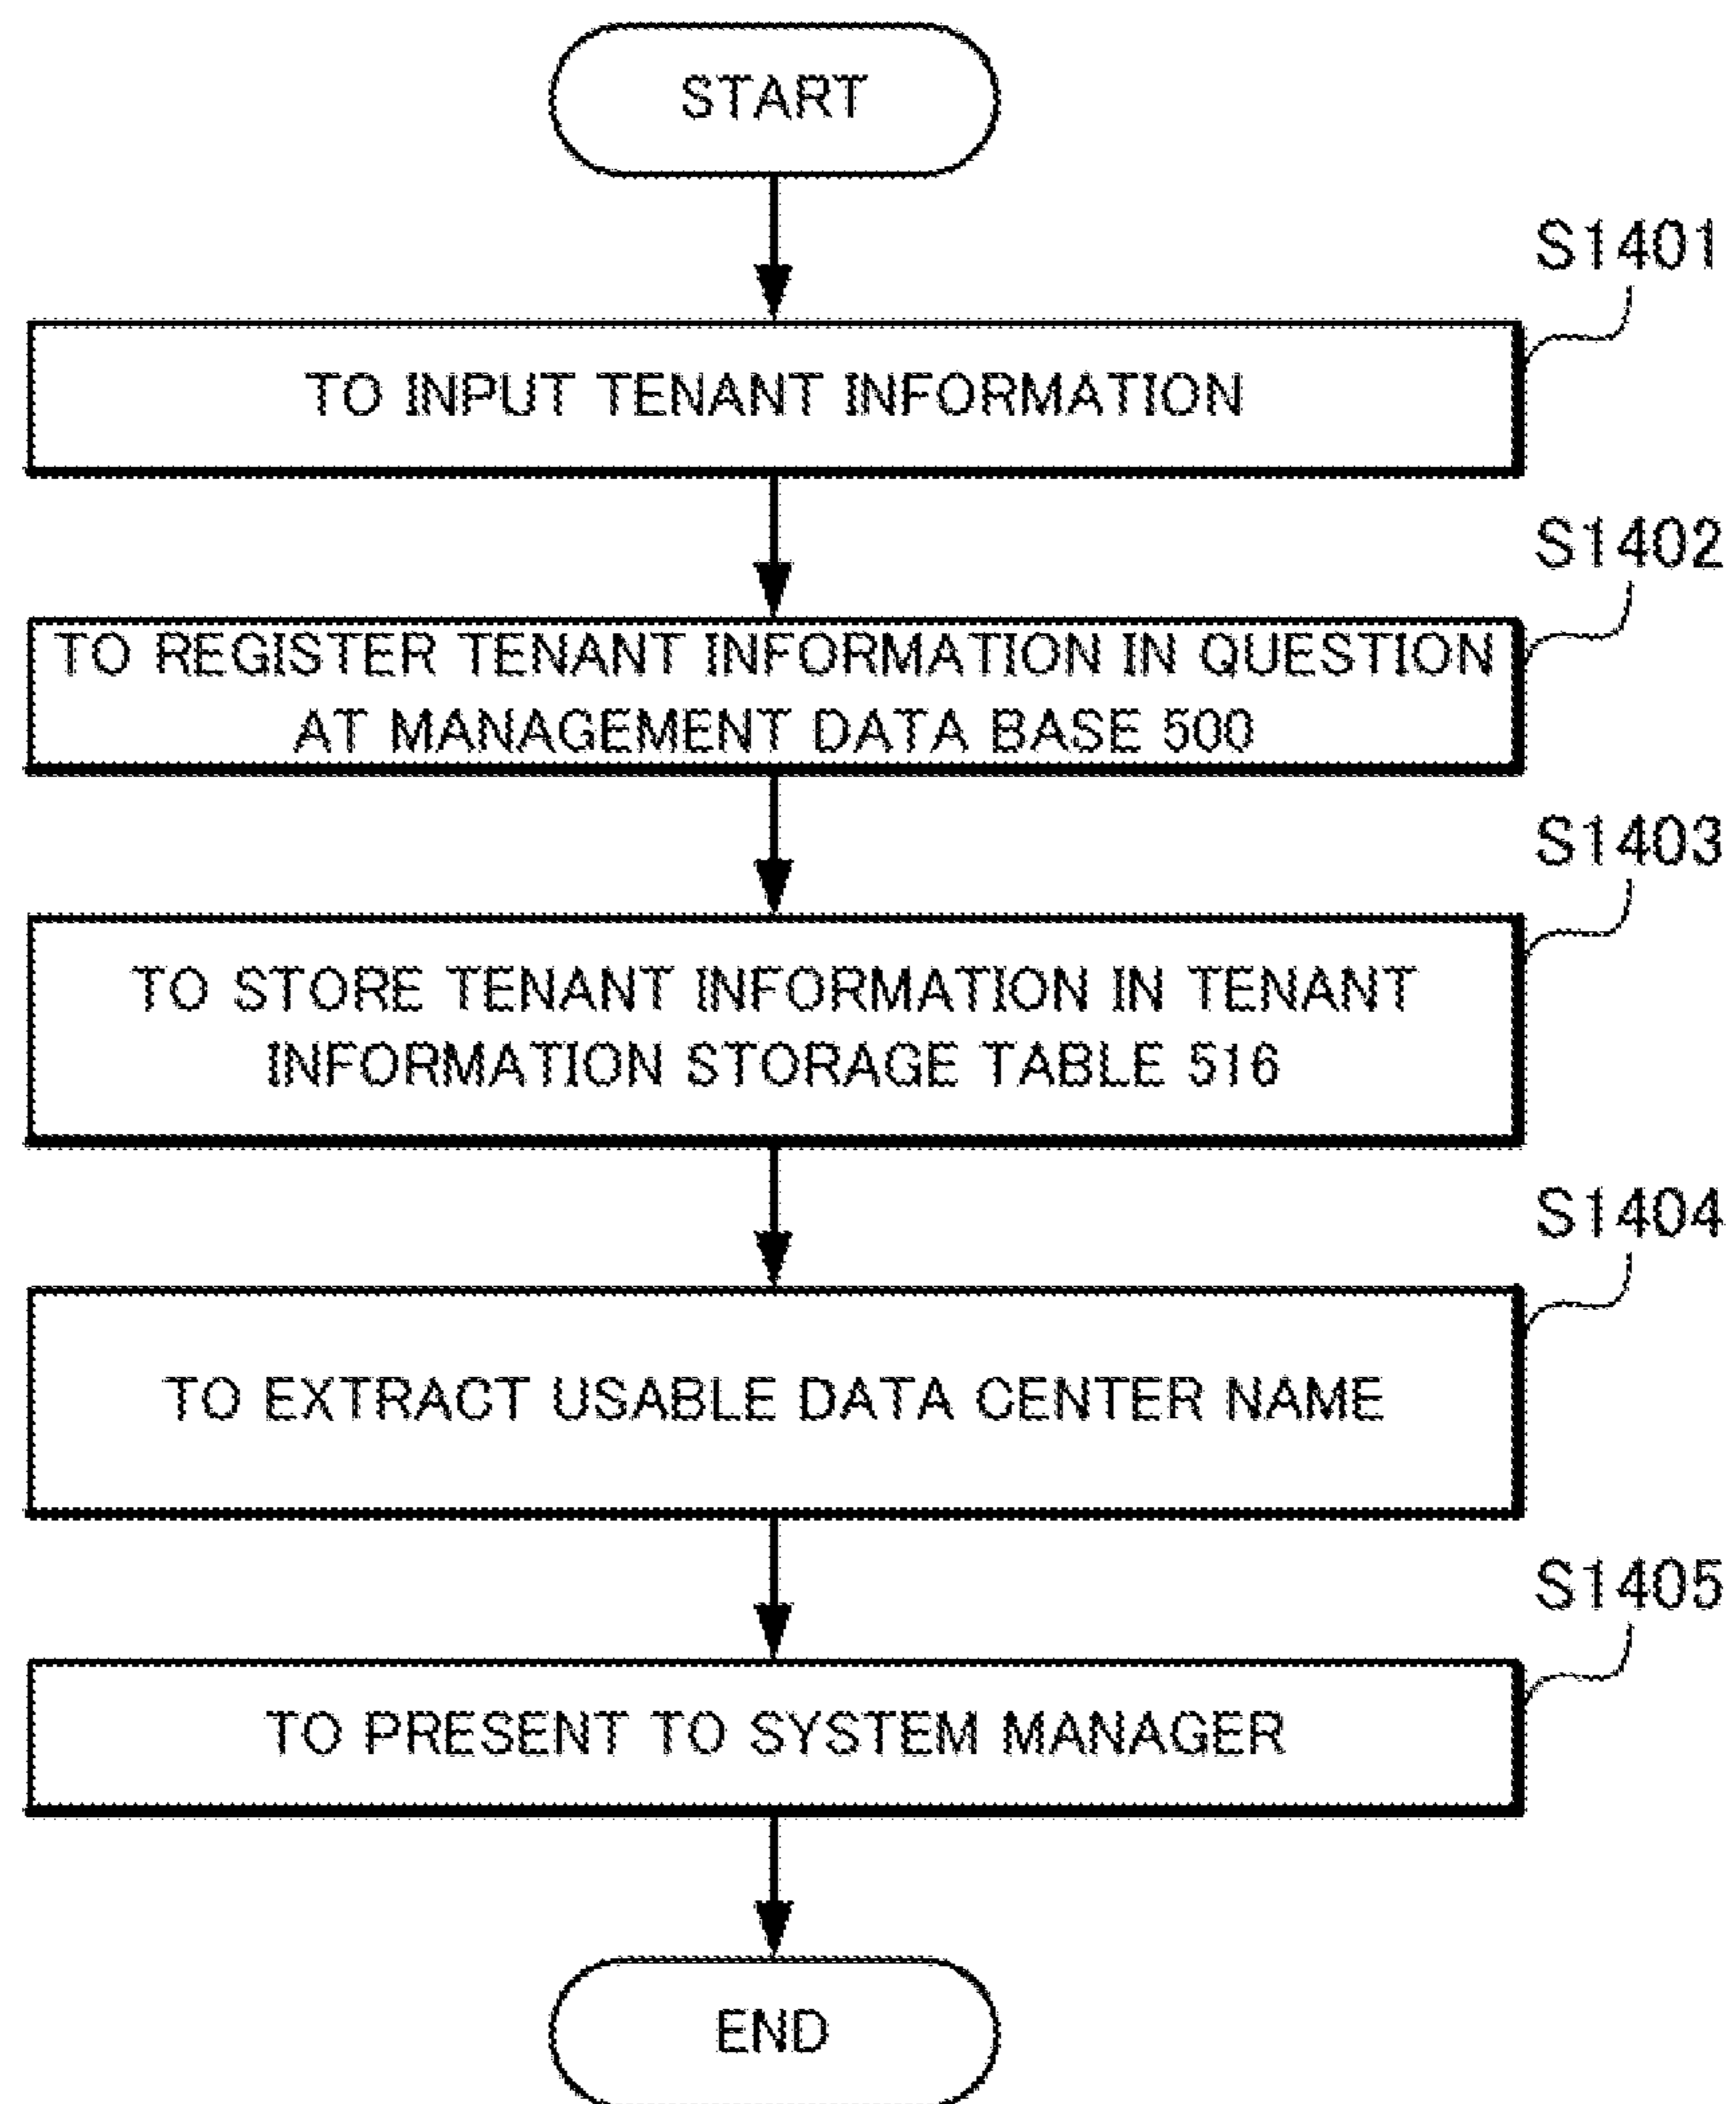 START
S1401
TO INPUT TENANT INFORMATION
S1402
TO REGISTER TENANT INFORMATION IN QUESTION
AT MANAGEMENT DATA BASE 500
S1403
TO STORE TENANT INFORMATION IN TENANT
INFORMATION STORAGE TABLE 516
S1404
TO EXTRACT USABLE DATA CENTER NAME
S1405
TO PRESENT TO SYSTEM MANAGER
END